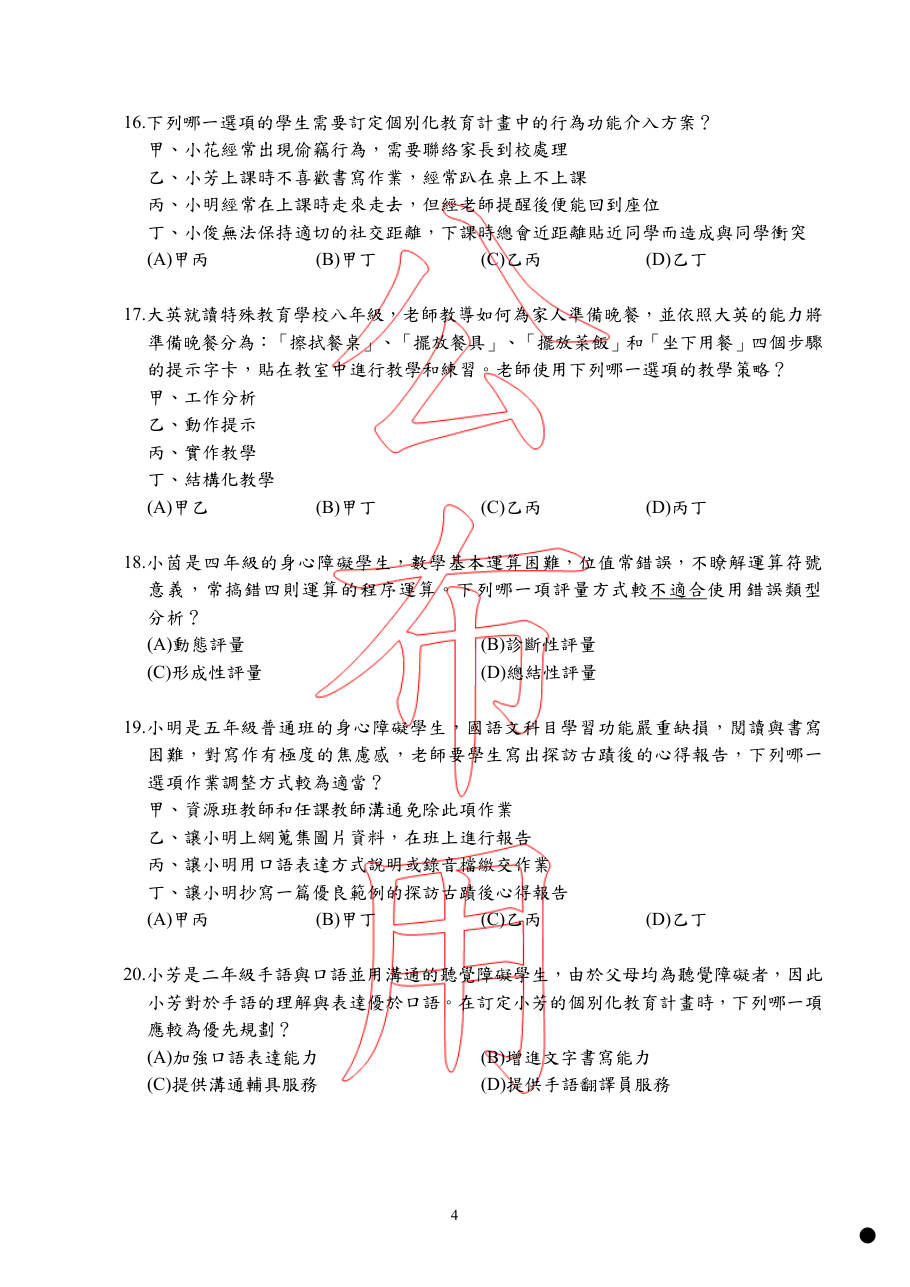 16.下列哪一選項的學生需要訂定個別化教育計畫中的行為功能介入方案？
甲、小花經常出現偷竊行為，需要聯絡家長到校處理
乙、小芳上課時不喜歡書寫作業，經常趴在桌上不上課
丙、小明經常在上課時走來走去，但經老師提醒後便能回到座位
丁、小俊無法保持適切的社交距離，下課時總會近距離貼近同學而造成與同學衝突
(A)甲丙 (B)甲丁 (C)乙丙 (D)乙丁
17.大英就讀特殊教育學校八年級，老師教導如何為家人準備晚餐，並依照大英的能力將
準備晚餐分為：「擦拭餐桌」、「擺放餐具」、「擺放菜飯」和「坐下用餐」四個步驟
的提示字卡，貼在教室中進行教學和練習。老師使用下列哪一選項的教學策略？
甲、工作分析
乙、動作提示
丙、實作教學
丁、結構化教學
(A)甲乙 (B)甲丁 (C)乙丙 (D)丙丁
18.小茵是四年級的身心障礙學生，數學基本運算困難，位值常錯誤，不瞭解運算符號
意義，常搞錯四則運算的程序運算。下列哪一項評量方式較不適合使用錯誤類型
分析？
(A)動態評量 (B)診斷性評量
(C)形成性評量 (D)總結性評量
19.小明是五年級普通班的身心障礙學生，國語文科目學習功能嚴重缺損，閱讀與書寫
困難，對寫作有極度的焦慮感，老師要學生寫出探訪古蹟後的心得報告，下列哪一
選項作業調整方式較為適當？
甲、資源班教師和任課教師溝通免除此項作業
乙、讓小明上網蒐集圖片資料，在班上進行報告
丙、讓小明用口語表達方式說明或錄音檔繳交作業
丁、讓小明抄寫一篇優良範例的探訪古蹟後心得報告
(A)甲丙 (B)甲丁 (C)乙丙 (D)乙丁
20.小芳是二年級手語與口語並用溝通的聽覺障礙學生，由於父母均為聽覺障礙者，因此
小芳對於手語的理解與表達優於口語。在訂定小芳的個別化教育計畫時，下列哪一項
應較為優先規劃？
(A)加強口語表達能力 (B)增進文字書寫能力
(C)提供溝通輔具服務 (D)提供手語翻譯員服務
公布用
4